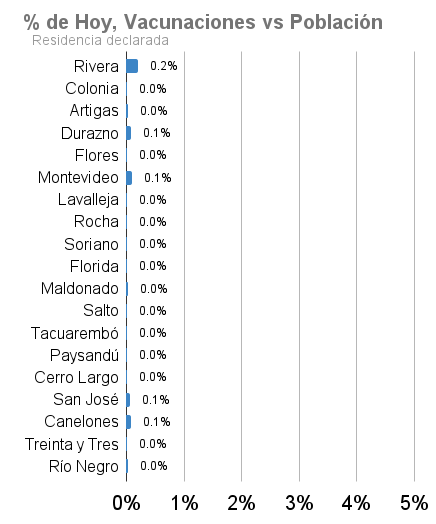 % de Hoy, Vacunaciones vs Población
Residencia declarada
Rivera 0.2%
Colonia 0.0%
Artigas 0.0%
Durazno 0.1%
Flores 0.0%
Montevideo 0.1%
Lavalleja 0.0%
Rocha 0.0%
Soriano 0.0%
Florida 0.0%
Maldonado 0.0%
Salto 0.0%
Tacuarembó 0.0%
Paysandú 0.0%
Cerro Largo 0.0%
San José 0.1%
Canelones 0.1%
Treinta y Tres 0.0%
Río Negro 0.0%
0% 1% 2% 3% 4% 5%